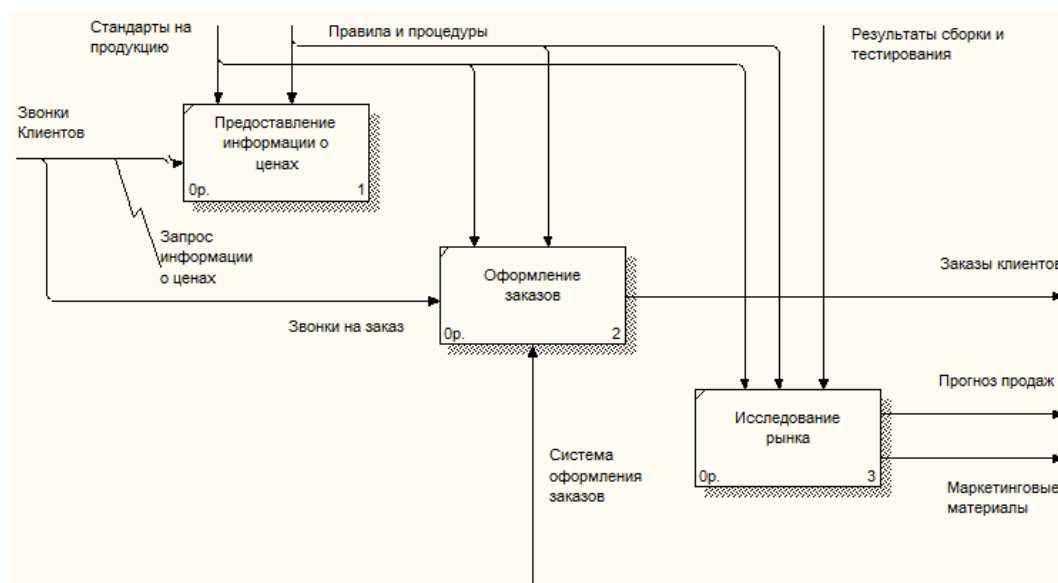 Стандарты на
продукцию
Правила и процедуры
Результаты сборки и
тестирования
Звонки
Клиентов
Предоставление
информации о
ценах
0р.
1
Запрос
информации
о ценах
Оформление
заказов
0р.
2
Заказы клиентов
Звонки на заказ
Прогноз продаж
Исследование
рынка
0р.
3
Система
оформления
заказов
Маркетинговые
материалы